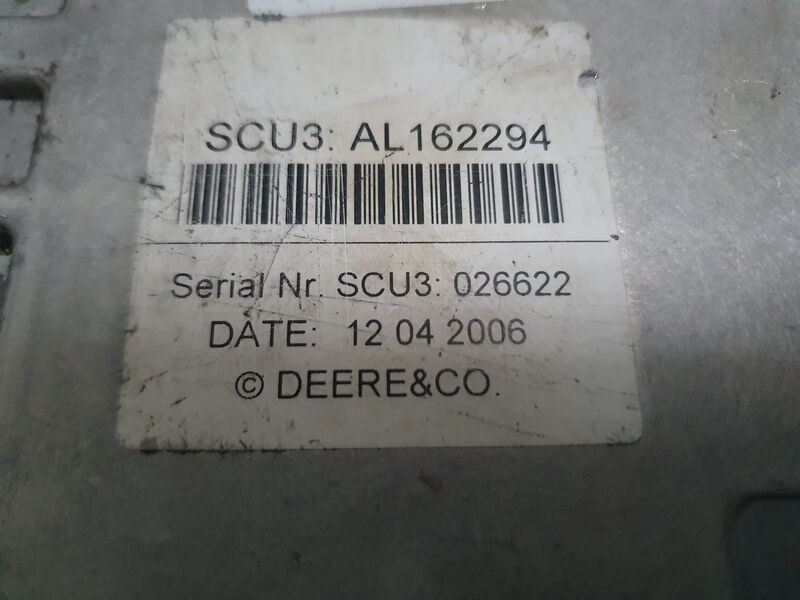 SCU3: AL162294
Serial Nr. SCU3: 026622
DATE: 12 04 2006
© DEERE&CO.